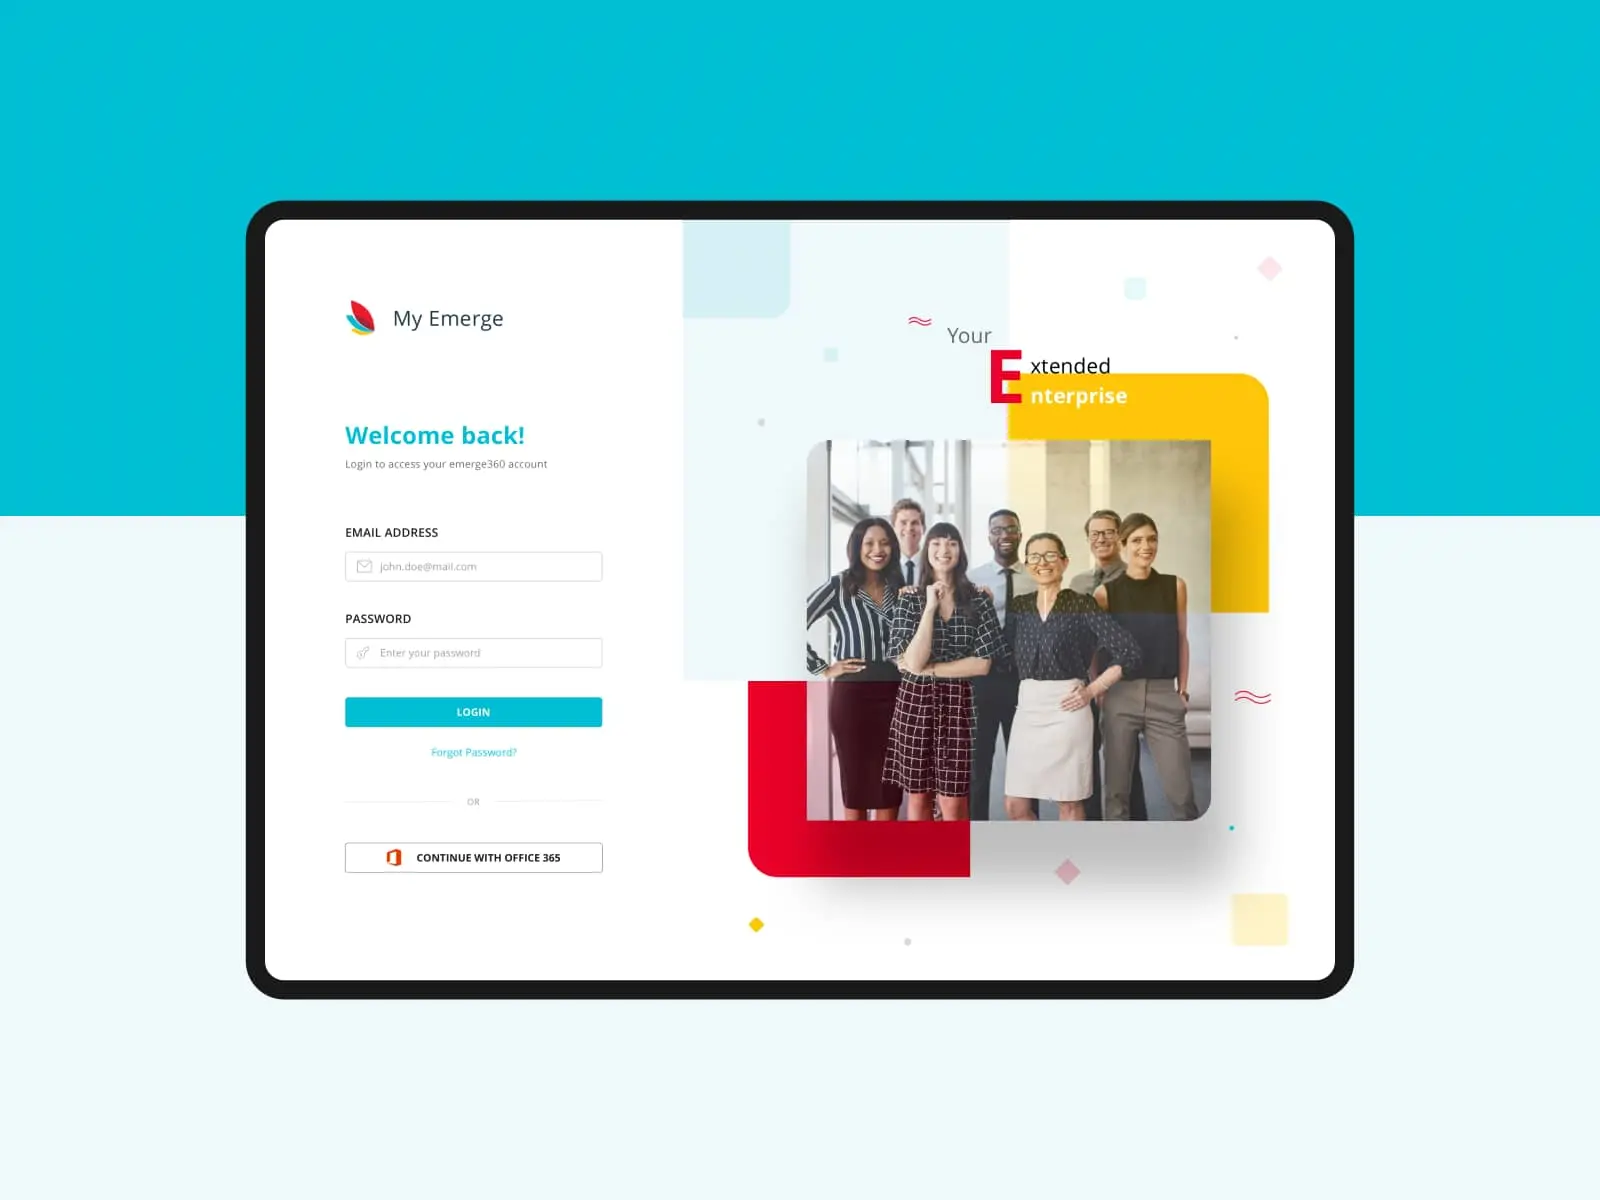 My Emerge
Welcome back!
Login to access your emerge360 account
EMAIL ADDRESS
john.doe@mail.com
PASSWORD
Enter your password
LOGIN
Forgot Password?
OR
CONTINUE WITH OFFICE 365
Your
Extended
Enterprise